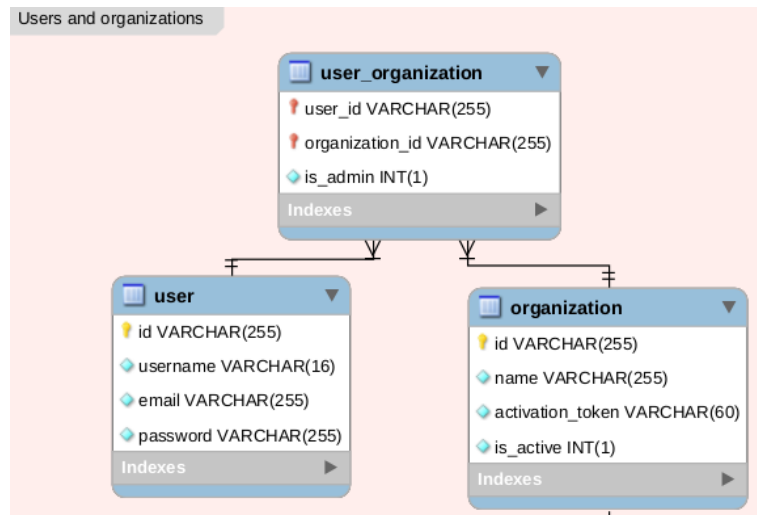 Users and organizations
user_organization
user_id VARCHAR(255)
organization_id VARCHAR(255)
is_admin INT(1)
Indexes
user
id VARCHAR(255)
username VARCHAR(16)
email VARCHAR(255)
password VARCHAR(255)
Indexes
organization
id VARCHAR(255)
name VARCHAR(255)
activation_token VARCHAR(60)
is_active INT(1)
Indexes